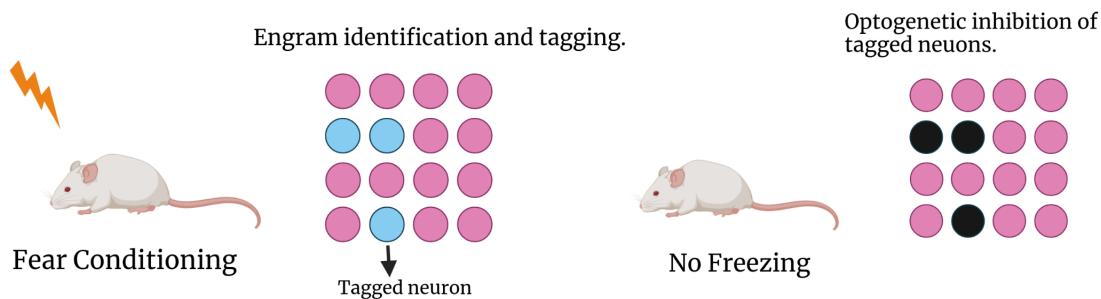 Engram identification and tagging.
Optogenetic inhibition of
tagged neuons.
Fear Conditioning
Tagged neuron
No Freezing